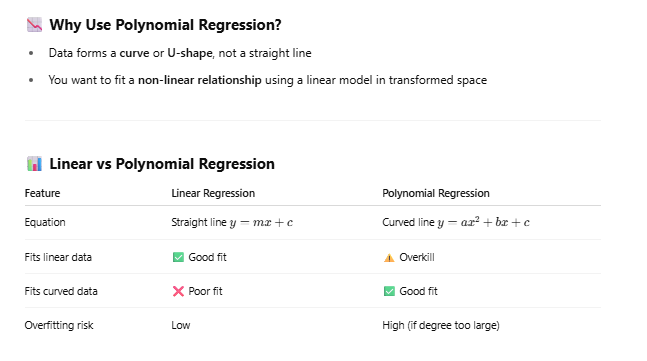 Why Use Polynomial Regression?
• Data forms a curve or U-shape, not a straight line
• You want to fit a non-linear relationship using a linear model in transformed space
Linear vs Polynomial Regression
Feature Linear Regression Polynomial Regression
Equation Straight line y = mx + c Curved line y = ax² + bx + c
Fits linear data ✅ Good fit ⚠️ Overkill
Fits curved data ❌ Poor fit ✅ Good fit
Overfitting risk Low High (if degree too large)